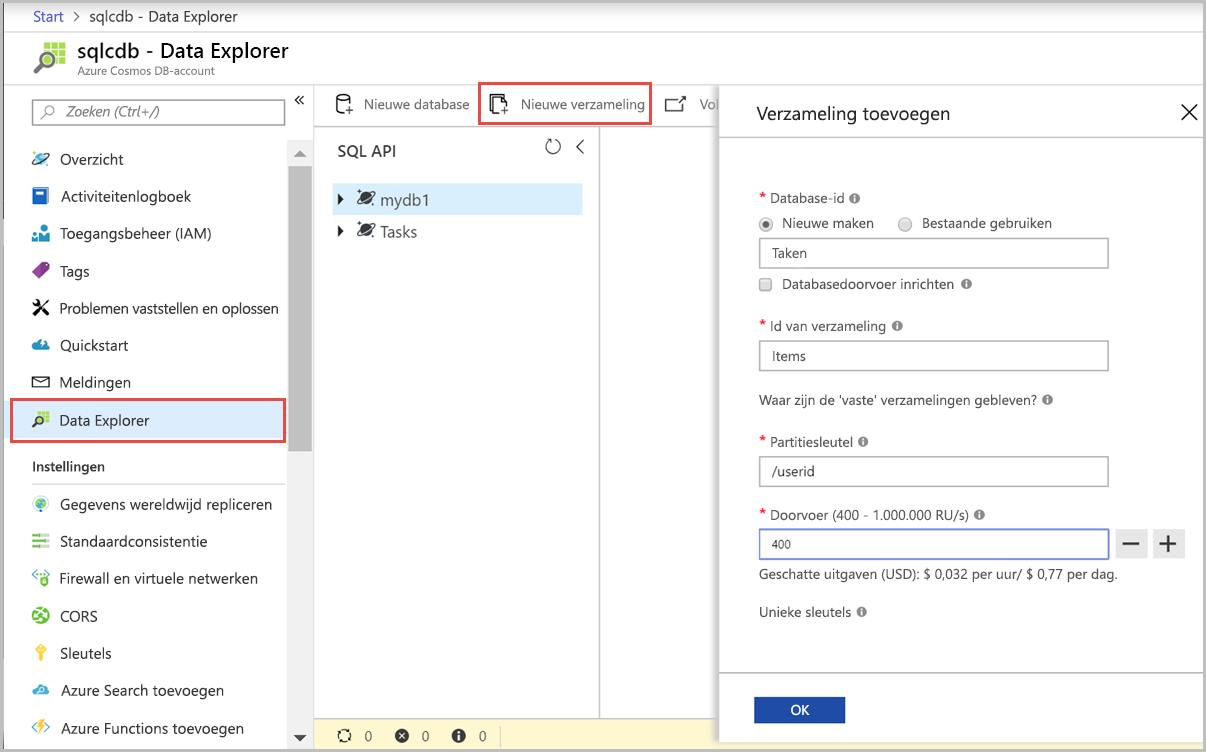 Start > sqlcdb - Data Explorer
sqlcdb - Data Explorer
Azure Cosmos DB-account
Zoeken (Ctrl+/)
«
Overzicht
Activiteitenlogboek
Toegangsbeheer (IAM)
Tags
Problemen vaststellen en oplossen
Quickstart
Meldingen
Data Explorer
Instellingen
Gegevens wereldwijd repliceren
Standaardconsistentie
Firewall en virtuele netwerken
CORS
Sleutels
Azure Search toevoegen
Azure Functions toevoegen
Nieuwe database
Nieuwe verzameling
SQL API
mydb1
Tasks
0 0 0
Verzameling toevoegen
* Database-id
Nieuwe maken Bestaande gebruiken
Taken
Databasedoorvoer inrichten
* Id van verzameling
Items
Waar zijn de 'vaste' verzamelingen gebleven?
* Partitiesleutel
/userid
* Doorvoer (400 - 1.000.000 RU/s)
400
Geschatte uitgaven (USD): $ 0,032 per uur/ $ 0,77 per dag.
Unieke sleutels
OK